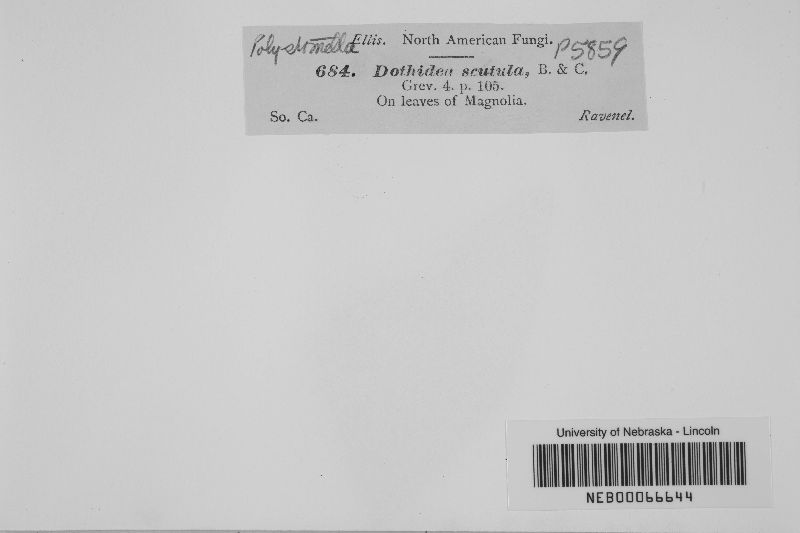 Polystomella Ellis. North American Fungi. P5859
684. Dothidea scutula, B. & C.
Grev. 4. p. 105.
On leaves of Magnolia.
So. Ca. Ravenel.
University of Nebraska - Lincoln
NEB00066644